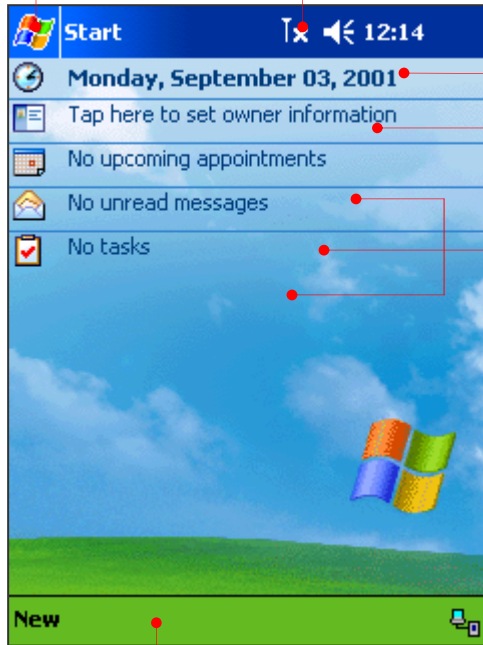 Start 12:14
Monday, September 03, 2001
Tap here to set owner information
No upcoming appointments
No unread messages
No tasks
New